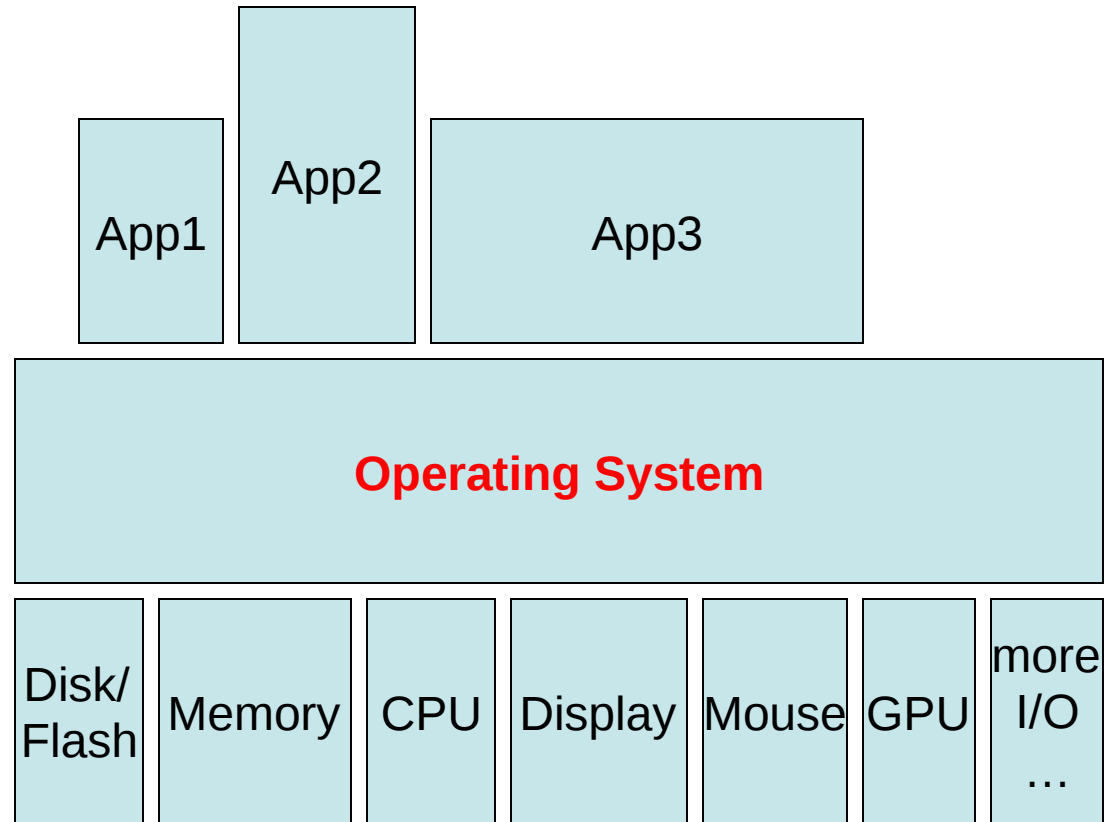 App2
App1
App3
Operating System
Disk/
Flash
Memory
CPU
Display
Mouse
GPU
more
I/O
…